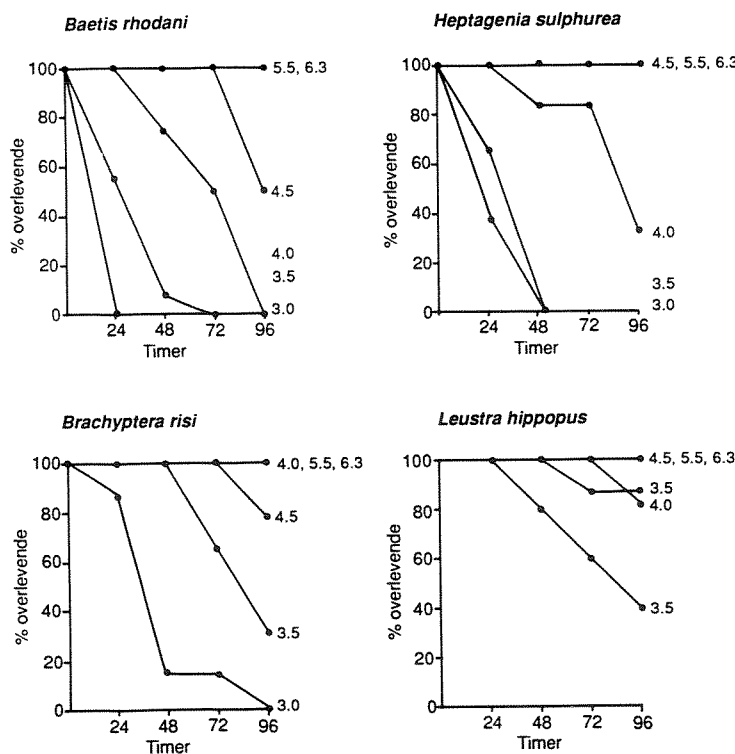 Baetis rhodani
100
80
60
40
20
0
% overlevende
24 48 72 96
Timer
5.5, 6.3
4.5
4.0
3.5
3.0
Heptagenia sulphurea
100
80
60
40
20
0
% overlevende
24 48 72 96
Timer
4.5, 5.5, 6.3
4.0
3.5
3.0
Brachyptera risi
100
80
60
40
20
0
% overlevende
24 48 72 96
Timer
4.0, 5.5, 6.3
4.5
3.5
3.0
Leustra hippopus
100
80
60
40
20
0
% overlevende
24 48 72 96
Timer
4.5, 5.5, 6.3
3.5
4.0
3.5